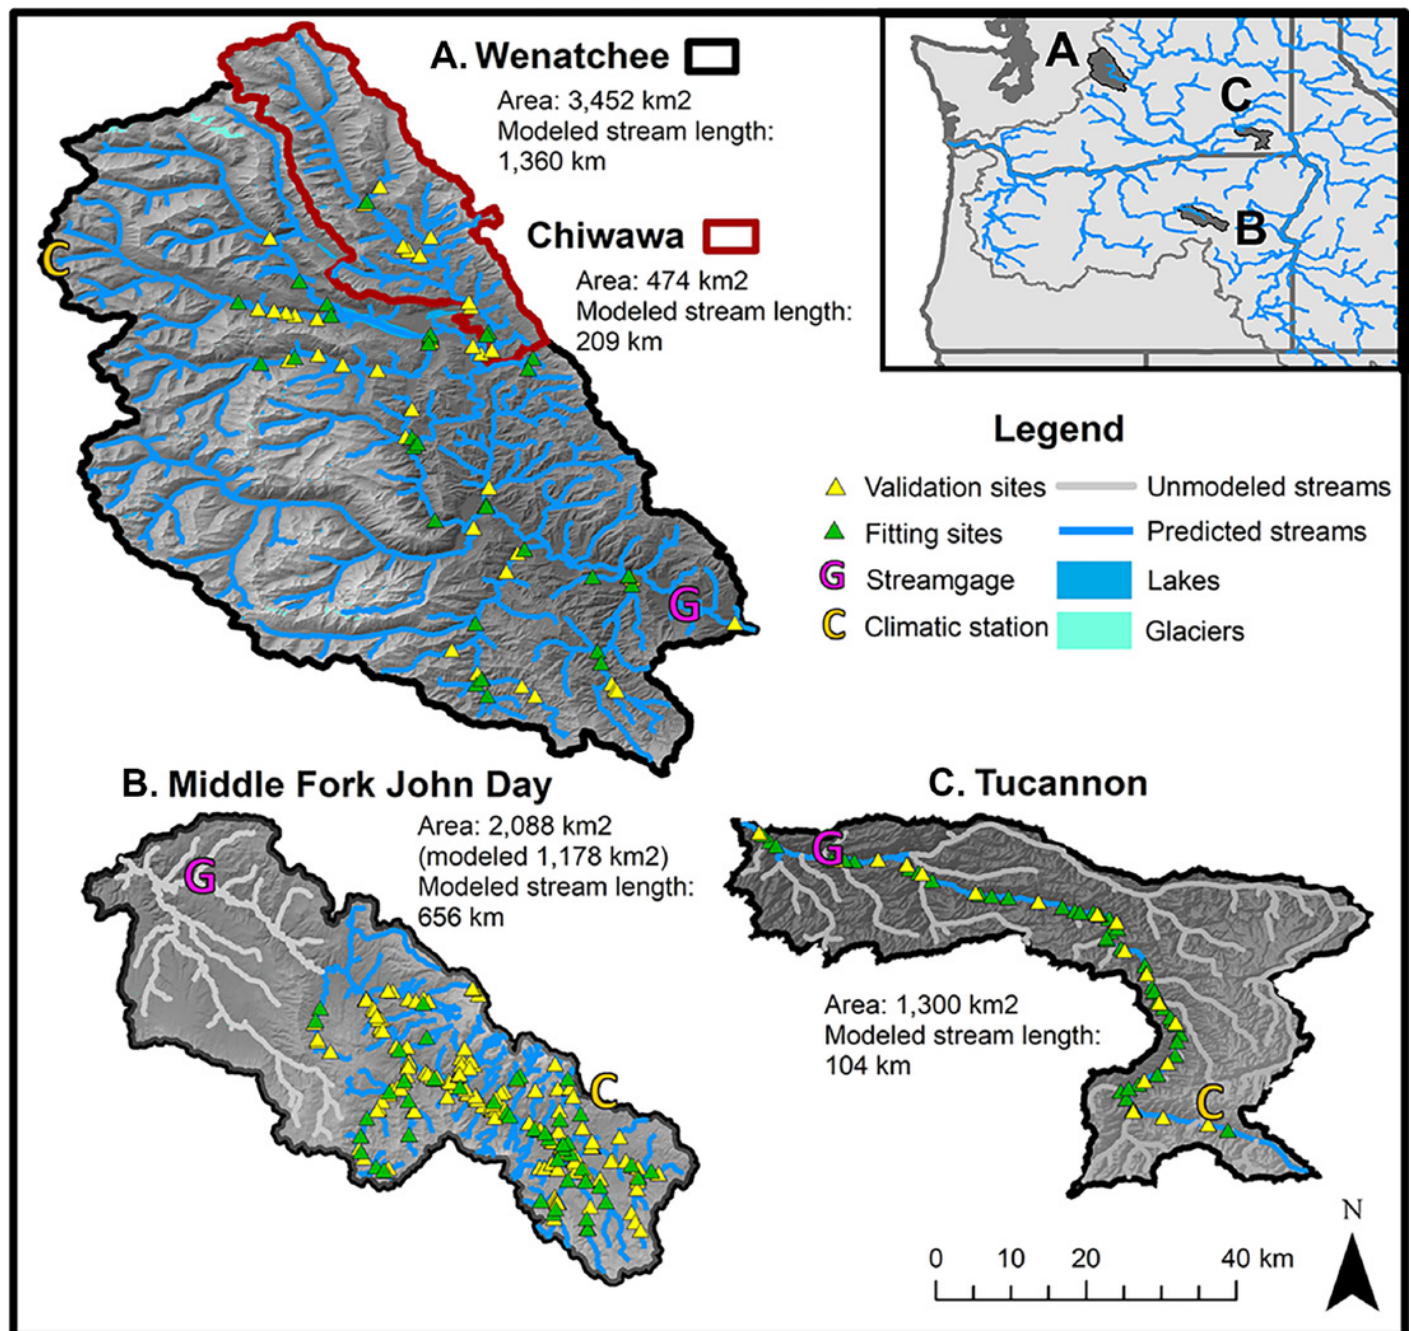 A. Wenatchee
Area: 3,452 km2
Modeled stream length:
1,360 km
Chiwawa
Area: 474 km2
Modeled stream length:
209 km
C
G
A
C
B
Legend
Validation sites
Unmodeled streams
Fitting sites
Predicted streams
G Streamgage
Lakes
C Climatic station
Glaciers
B. Middle Fork John Day
Area: 2,088 km2
(modeled 1,178 km2)
Modeled stream length:
656 km
G
C
C. Tucannon
G
Area: 1,300 km2
Modeled stream length:
104 km
C
N
0 10 20 40 km